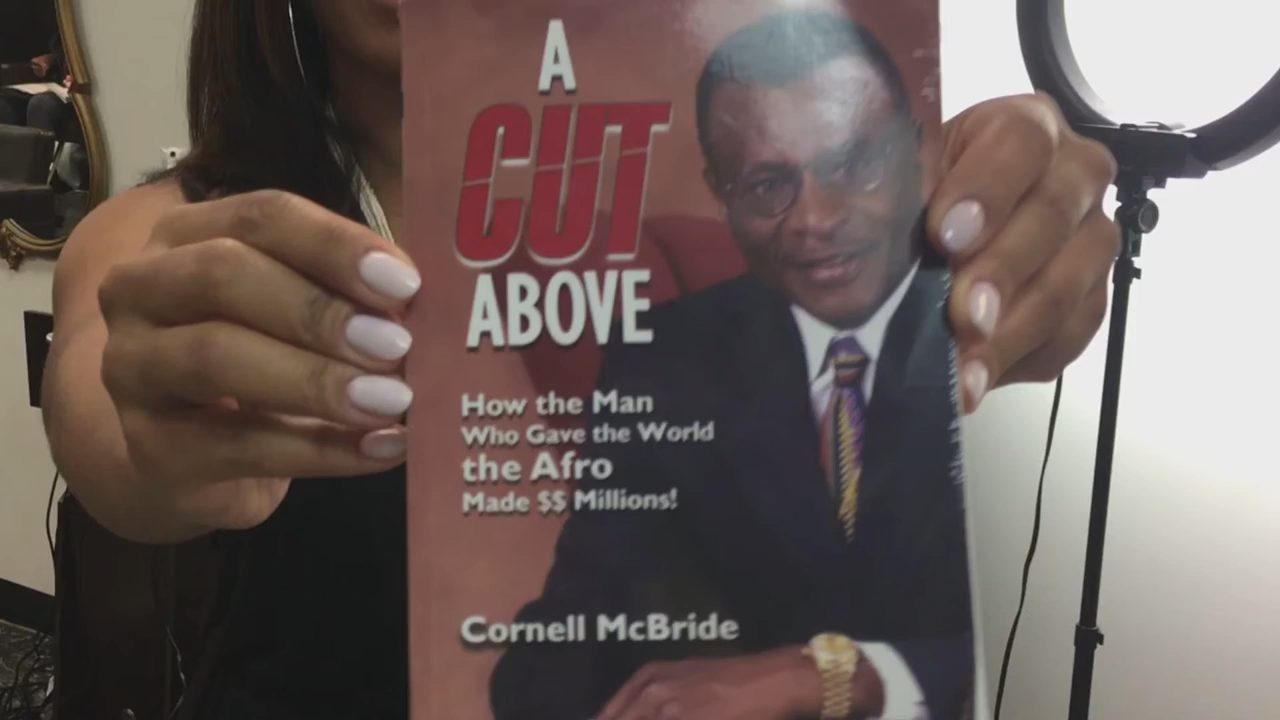 A
CUT
ABOVE
How the Man
Who Gave the World
the Afro
Made $$ Millions!
Cornell McBride